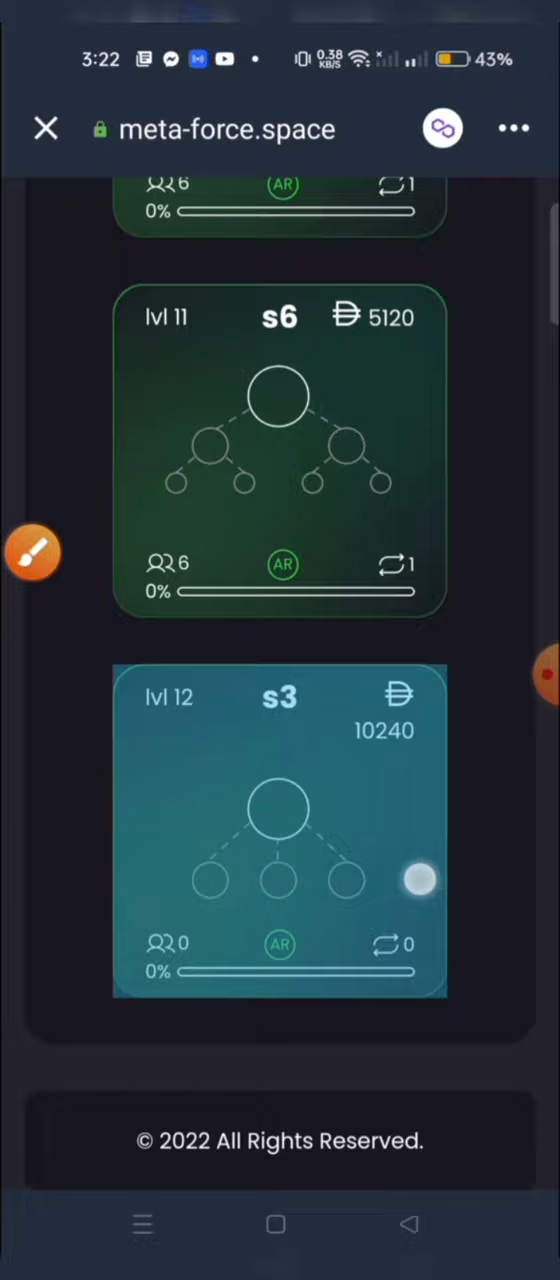 3:22 0.38 KB/S 43%
meta-force.space
6 AR 1
0%
lvl 11 s6 5120
6 AR 1
0%
lvl 12 s3
10240
0 AR 0
0%
© 2022 All Rights Reserved.